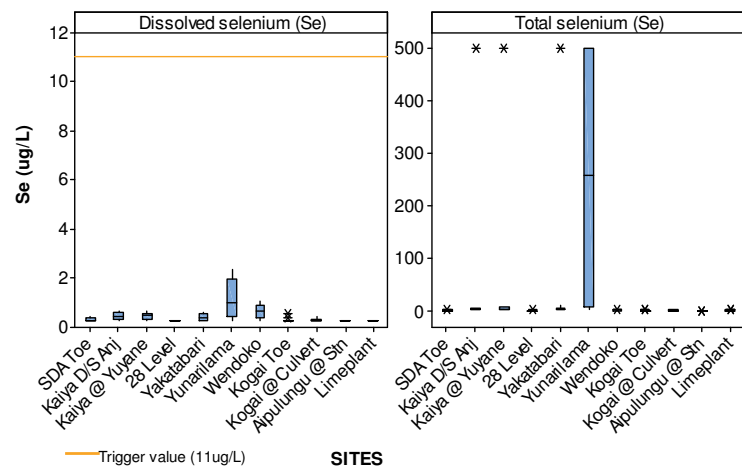 Dissolved selenium (Se)
Total selenium (Se)
Se (ug/L)
12
10
8
6
4
2
0
500
400
300
200
100
0
SDA Toe
Kaiya D/S Anj
Kaiya @ Yuyane
28 Level
Yakatabari
Yunarilama
Wendoko
Kogai Toe
Kogai @ Culvert
Aipulungu @ Stn
Limeplant
SDA Toe
Kaiya D/S Anj
Kaiya @ Yuyane
28 Level
Yakatabari
Yunarilama
Wendoko
Kogai Toe
Kogai @ Culvert
Aipulungu @ Stn
Limeplant
Trigger value (11ug/L)
SITES